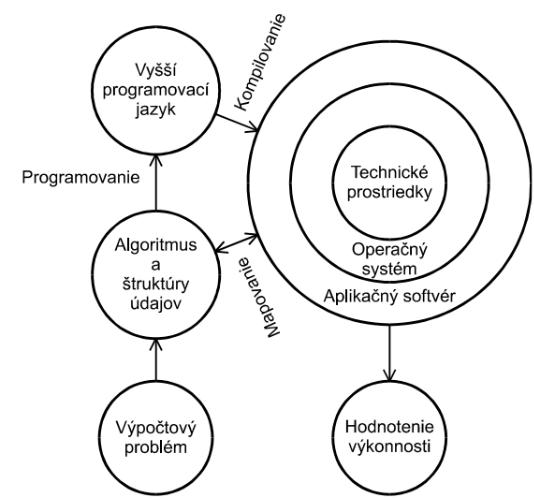 Vyšší
programovací
jazyk
Kompilovanie
Programovanie
Technické
prostriedky
Algoritmus
a
štruktúry
údajov
Operačný
systém
Mapovanie
Aplikačný softvér
Výpočtový
problém
Hodnotenie
výkonnosti